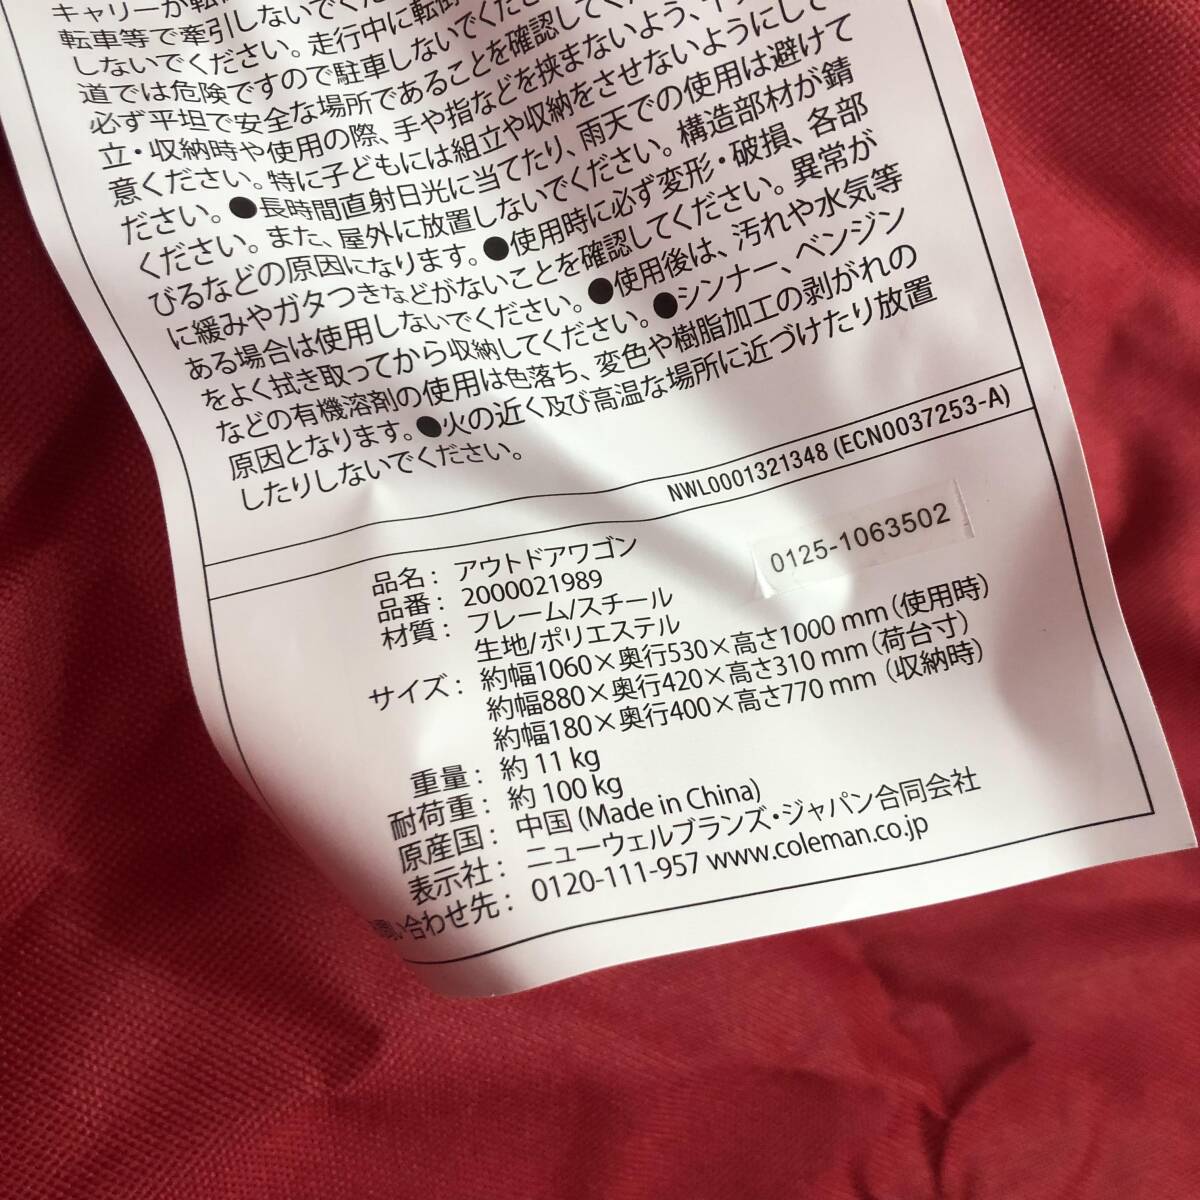 キャリーが転
転車等で牽引しないでくだ
しないでください。走行中に転倒
道では危険ですので駐車しないでください
必ず平坦で安全な場所であることを確認してくだ
立・収納時や使用の際、手や指などを挟まないよう、
意ください。特に子どもには組立や収納をさせないようにして
ださい。●長時間直射日光に当てたり、雨天での使用は避けて
ください。また、屋外に放置しないでください。構造部材が錆
びるなどの原因になります。●使用時に必ず変形・破損、各部
に緩みやガタつきなどがないことを確認してください。異常が
ある場合は使用しないでください。●使用後は、汚れや水気等
をよく拭き取ってから収納してください。●シンナー、ベンジン
などの有機溶剤の使用は色落ち、変色や樹脂加工の剥がれの
原因となります。●火の近く及び高温な場所に近づけたり放置
したりしないでください。
NWL0001321348 (ECN0037253-A)
0125-1063502
品名： アウトドアワゴン
品番： 2000021989
材質： フレーム/スチール
生地/ポリエステル
サイズ： 約幅1060×奥行530×高さ1000 mm（使用時）
約幅880×奥行420×高さ310 mm（荷台寸）
約幅180×奥行400×高さ770 mm （収納時）
重量： 約 11 kg
耐荷重： 約 100 kg
原産国： 中国 (Made in China)
表示社： ニューウェルブランズ・ジャパン合同会社
問い合わせ先： 0120-111-957 www.coleman.co.jp